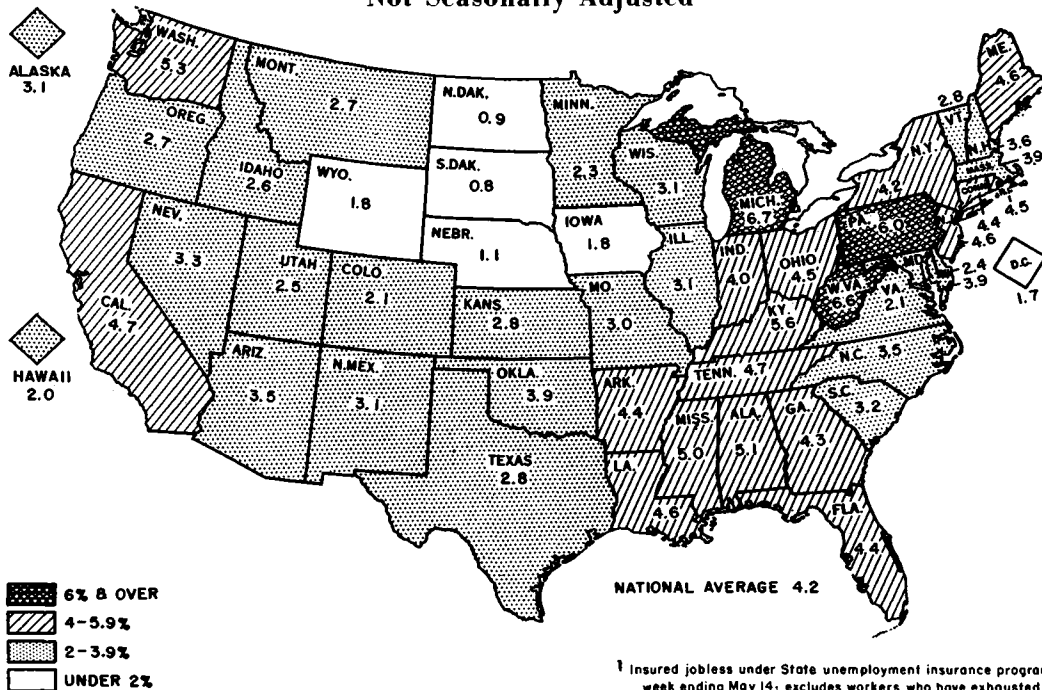 Not Seasonally Adjusted
ALASKA
3.1
WASH.
5.3
MONT.
2.7
N.DAK.
0.9
MINN.
2.3
OREG.
2.7
IDAHO
2.6
WYO.
1.8
S.DAK.
0.8
WIS.
3.1
MICH.
6.7
NEBR.
1.1
IOWA
1.8
NEV.
3.3
UTAH
2.5
COLO.
2.1
KANS.
2.8
MO.
3.0
ILL.
3.1
IND.
4.0
OHIO
4.5
KY.
5.6
W.VA.
6.6
VA.
2.1
PA.
6.0
N.Y.
4.2
2.8
VT.
N.H.
ME.
4.6
3.6
MASS.
3.9
CONN.
4.5
4.4
N.J.
4.6
2.4
MD.
3.9
D.C.
1.7
CAL.
4.7
HAWAII
2.0
ARIZ.
3.5
N.MEX.
3.1
OKLA.
3.9
TEXAS
2.8
ARK.
4.4
LA.
4.6
MISS.
5.0
ALA.
5.1
TENN. 4.7
N.C. 3.5
S.C.
3.2
GA.
4.3
FLA.
4.4
NATIONAL AVERAGE 4.2
6% & OVER
4-5.9%
2-3.9%
UNDER 2%
1 Insured jobless under State unemployment insurance program
week ending May 14; excludes workers who have exhausted